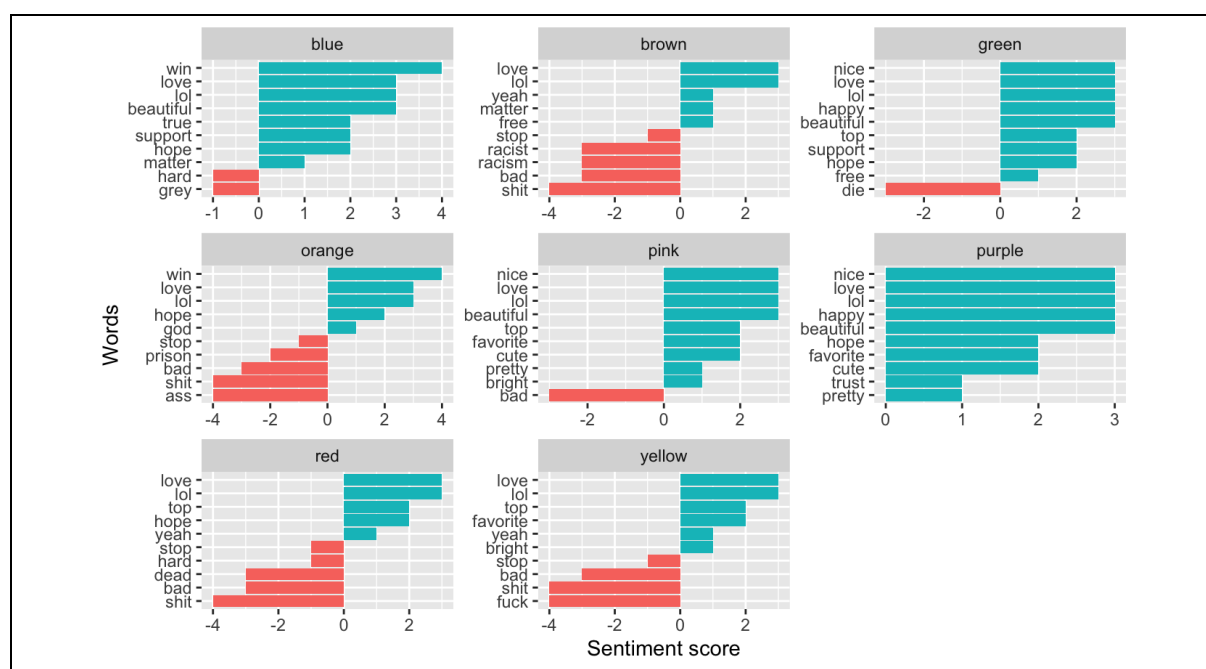 blue
win
love
lol
beautiful
true
support
hope
matter
hard
grey
-1 0 1 2 3 4
brown
love
lol
yeah
matter
free
stop
racist
racism
bad
shit
-4 -2 0 2
green
nice
love
lol
happy
beautiful
top
support
hope
free
die
-2 0 2
orange
win
love
lol
hope
god
stop
prison
bad
shit
ass
-4 -2 0 2 4
pink
nice
love
lol
beautiful
top
favorite
cute
pretty
bright
bad
-2 0 2
purple
nice
love
lol
happy
beautiful
hope
favorite
cute
trust
pretty
0 1 2 3
red
love
lol
top
hope
yeah
stop
hard
dead
bad
shit
-4 -2 0 2
yellow
love
lol
top
favorite
yeah
bright
stop
bad
shit
fuck
-4 -2 0 2
Words
Sentiment score